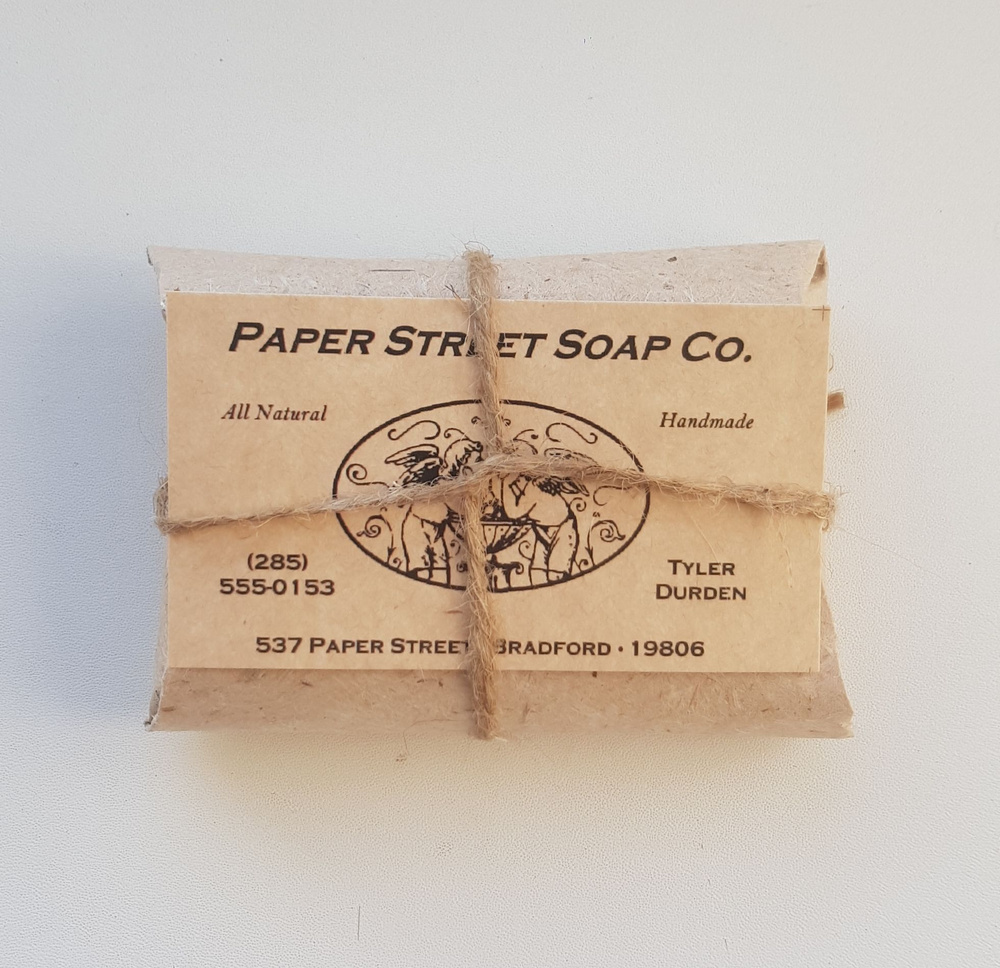 PAPER STREET SOAP CO.
All Natural
Handmade
(285)
555-0153
TYLER
DURDEN
537 PAPER STREET BRADFORD • 19806